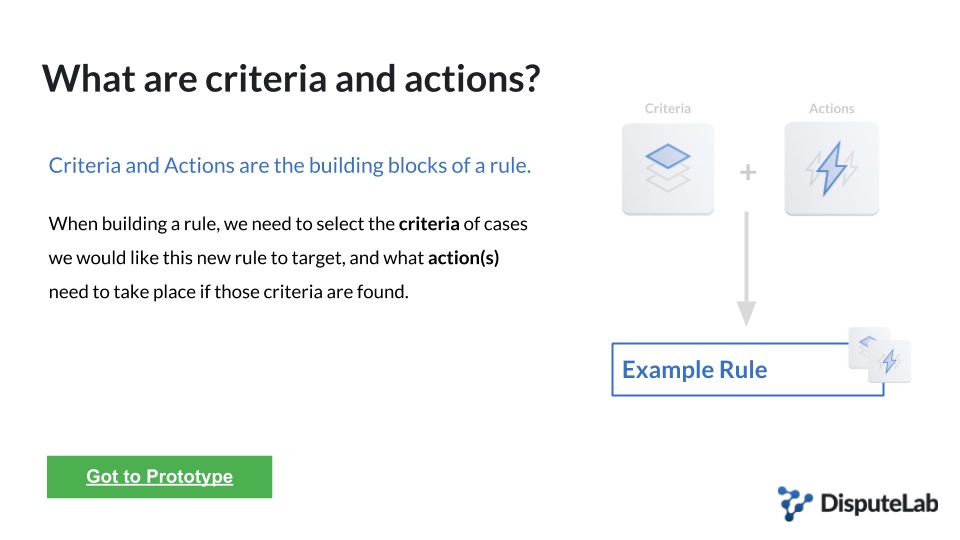 What are criteria and actions?
Criteria and Actions are the building blocks of a rule.
When building a rule, we need to select the criteria of cases
we would like this new rule to target, and what action(s)
need to take place if those criteria are found.
Criteria
Actions
+
Example Rule
Got to Prototype
DisputeLab